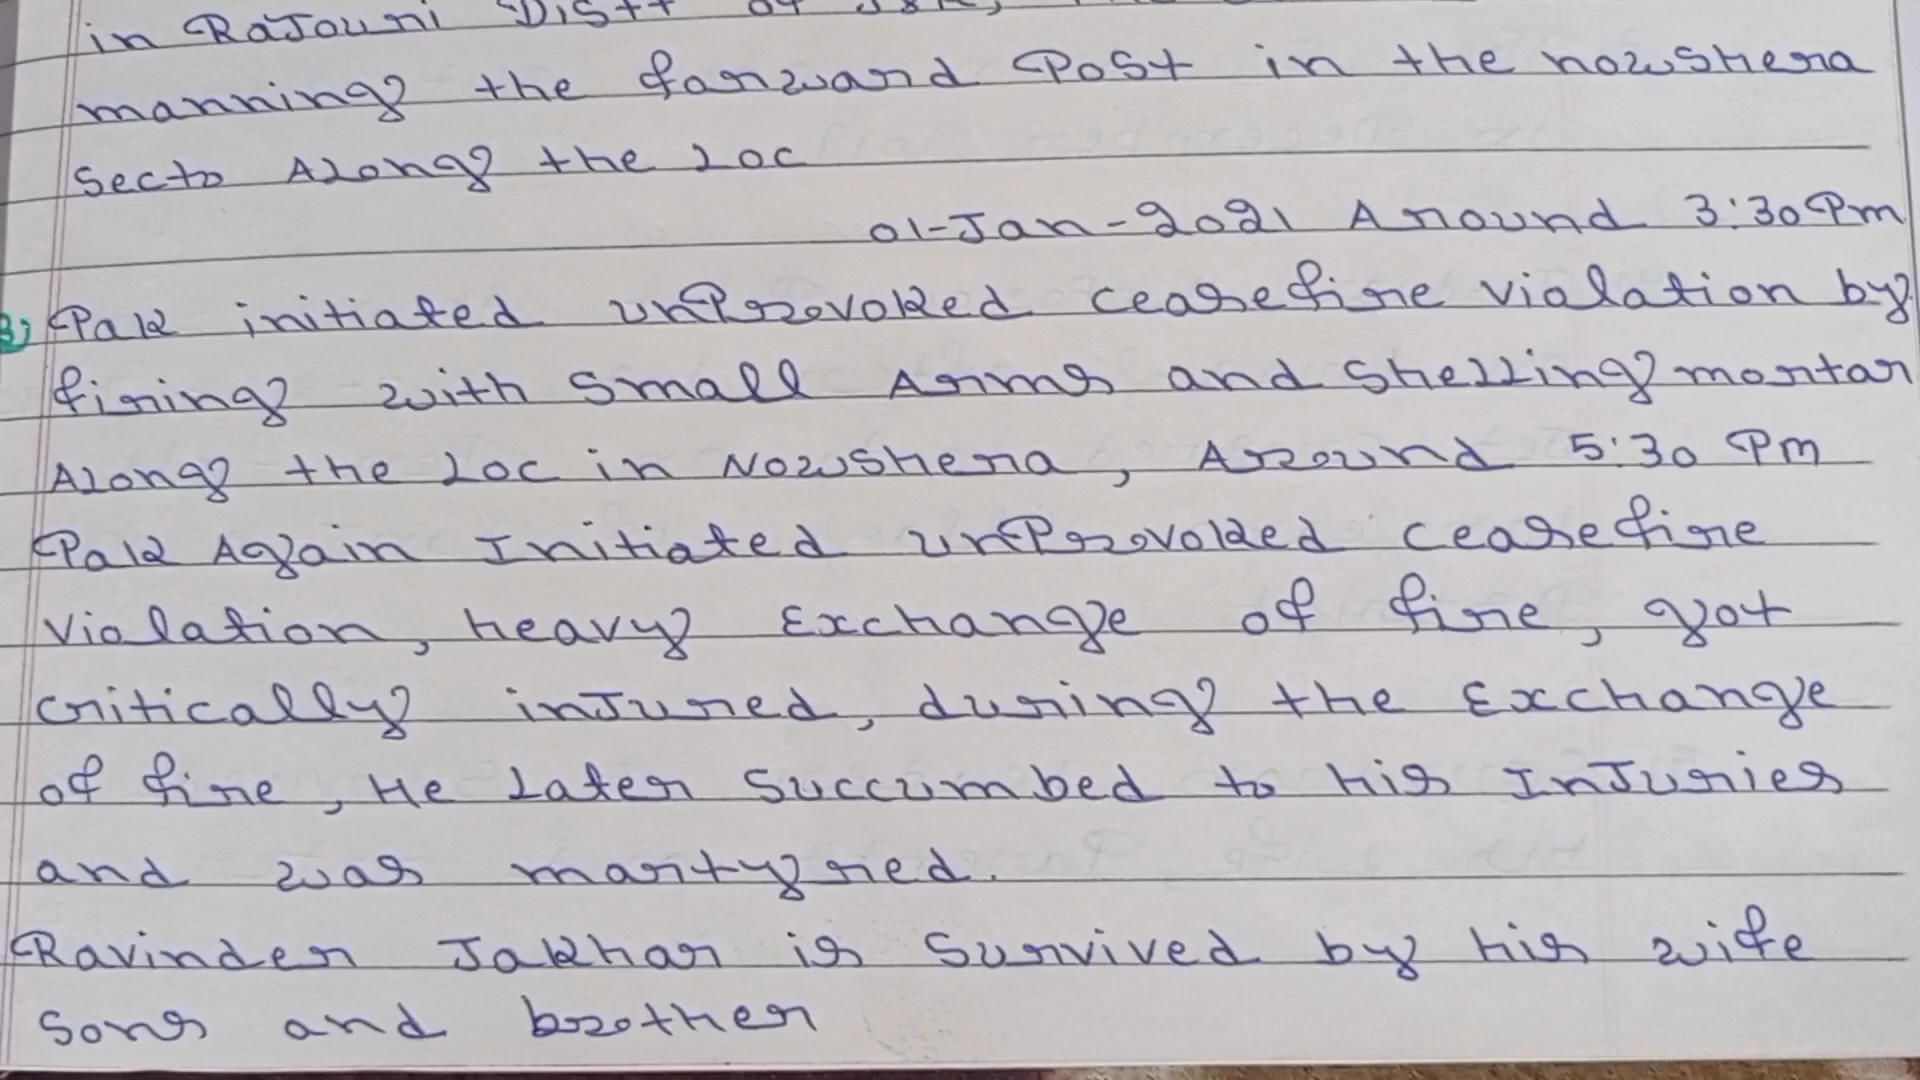 in RaJouri Distt of J&K,
manning the forward Post in the nowshera
Secto Along the Loc
01-Jan-2021 Around 3:30 Pm
3) Pak initiated unProvoked ceasefire violation by
firing with Small Arms and Shelling mortar
Along the Loc in Nowshera, Around 5:30 Pm
Pak Again Initiated unProvoked ceasefire
violation, heavy Exchange of fire, got
critically inJured, during the Exchange
of fire, He Later Succumbed to his InJuries
and was martyred.
Ravinder Jakhar is Survived by his wife
Sons and brother